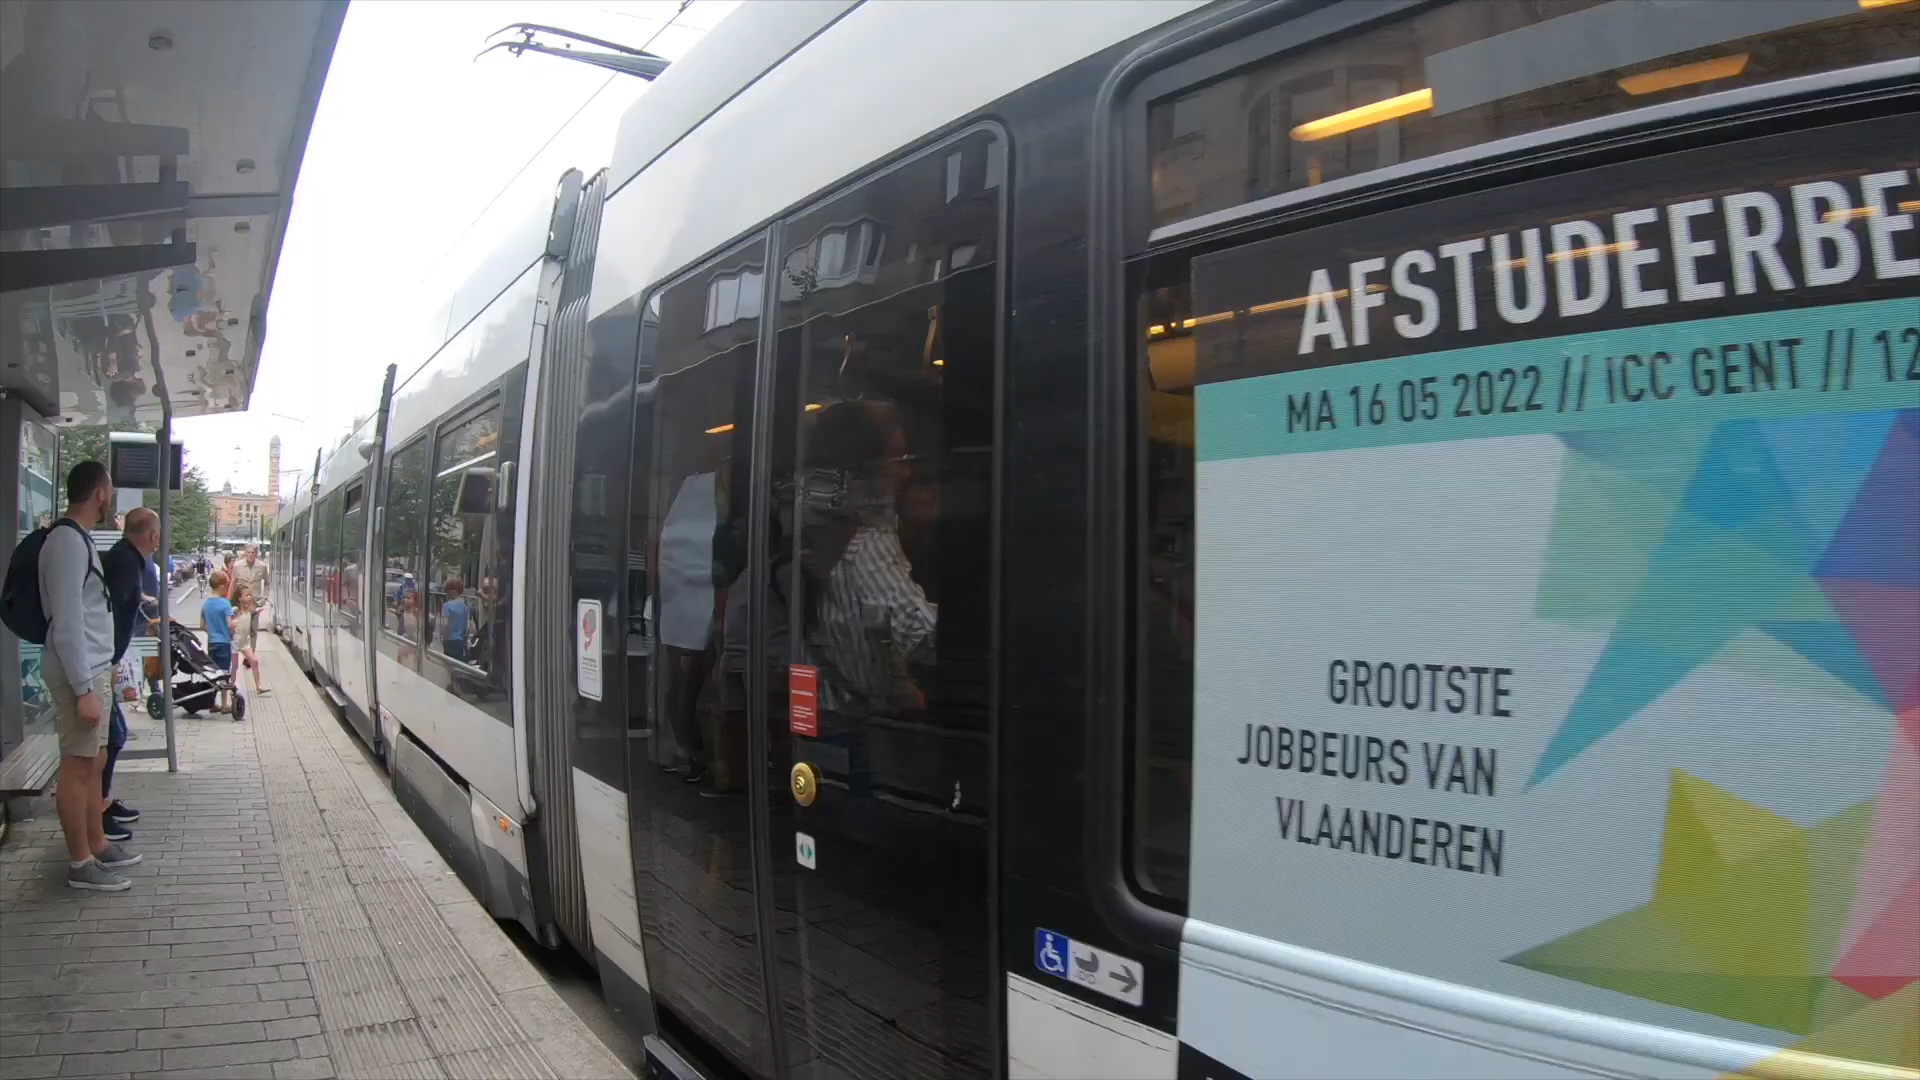 AFSTUDEERBE
MA 16 05 2022 // ICC GENT // 12
GROOTSTE
JOBBEURS VAN
VLAANDEREN